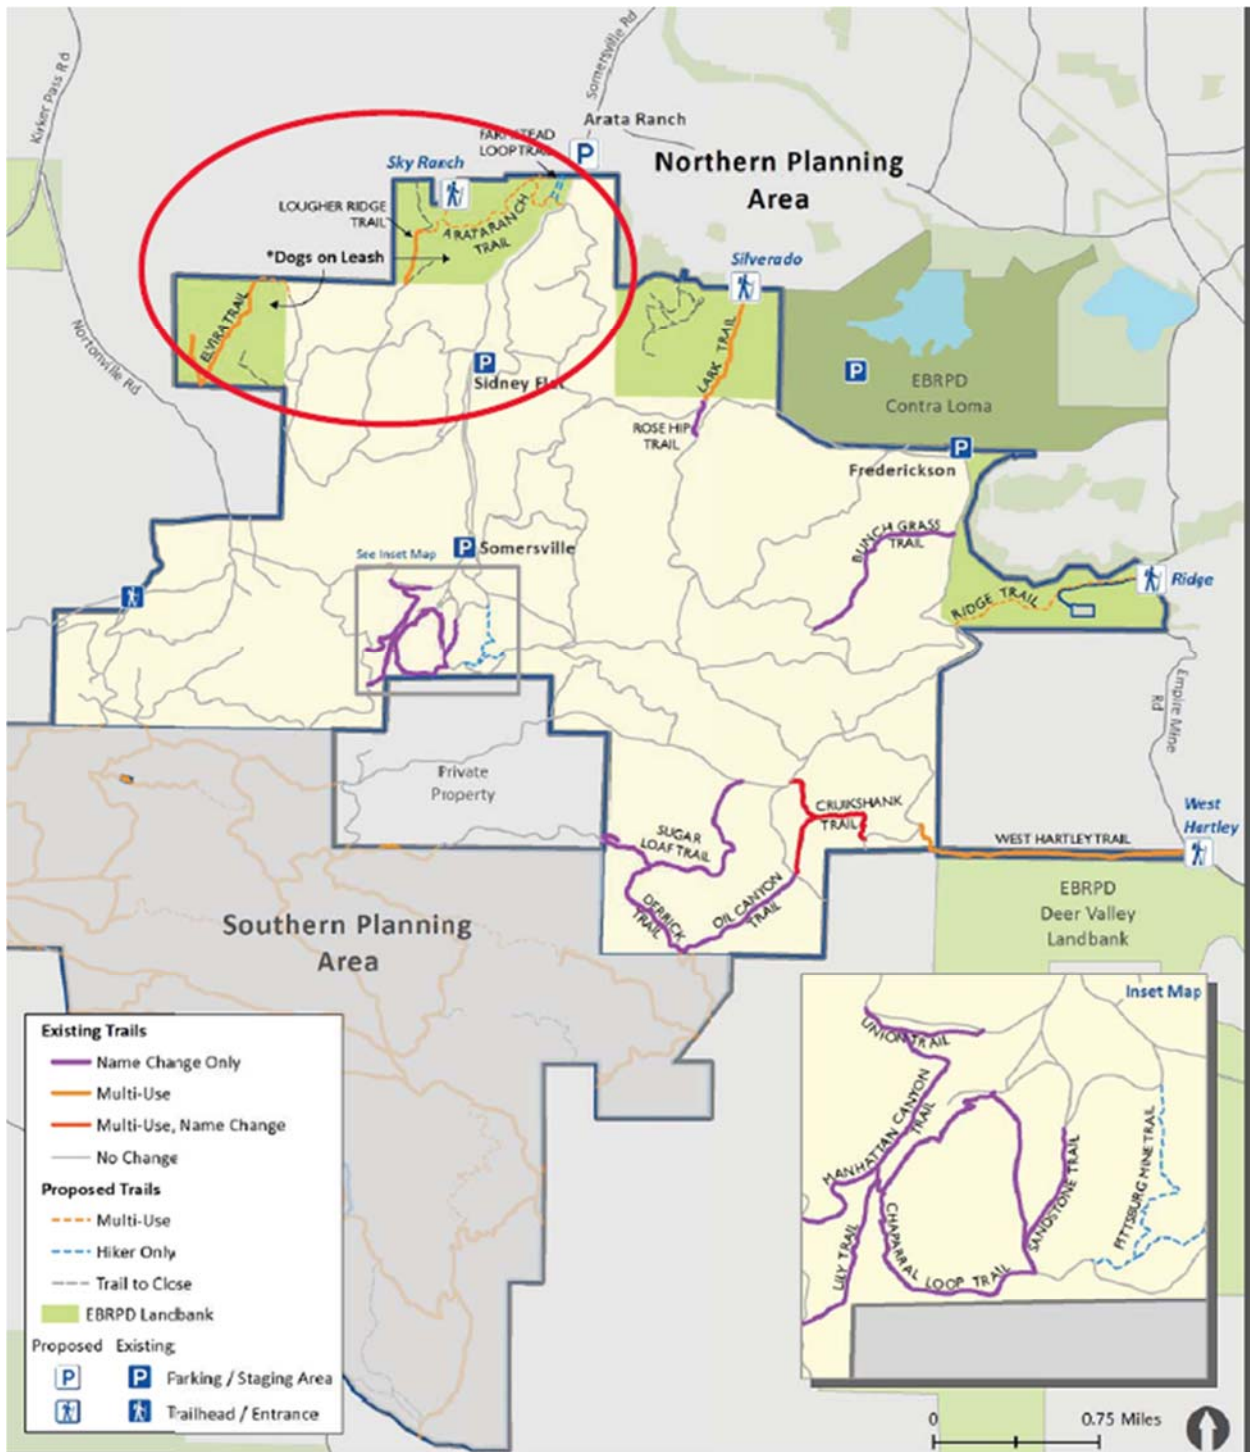 Kirker Pass Rd
Somersville Rd
Arata Ranch
FARMSTEAD
LOOP TRAIL
P
Northern Planning
Area
Sky Ranch
LOUGHER RIDGE
TRAIL
ARATA RANCH
TRAIL
*Dogs on Leash
Silverado
ELVIRA TRAIL
Nortonville Rd
P
Sidney Flat
LARK TRAIL
P
EBRPD
Contra Loma
ROSE HIP
TRAIL
P
Frederickson
BUNCH GRASS
TRAIL
See Inset Map
P
Somersville
Ridge
RIDGE TRAIL
Empire Mine
Rd
Private
Property
CRUIKSHANK
TRAIL
West
Hartley
SUGAR
LOAF TRAIL
WEST HARTLEY TRAIL
DERRICK
TRAIL
OIL CANYON
TRAIL
EBRPD
Deer Valley
Landbank
Southern Planning
Area
Inset Map
UNION TRAIL
MANHATTAN CANYON
TRAIL
PITTSBURG MINE TRAIL
SANDSTONE TRAIL
LILY TRAIL
CHAPARRAL LOOP TRAIL
Existing Trails
Name Change Only
Multi-Use
Multi-Use, Name Change
No Change
Proposed Trails
Multi-Use
Hiker Only
Trail to Close
EBRPD Landbank
Proposed Existing
P P Parking / Staging Area
Trailhead / Entrance
0 0.75 Miles